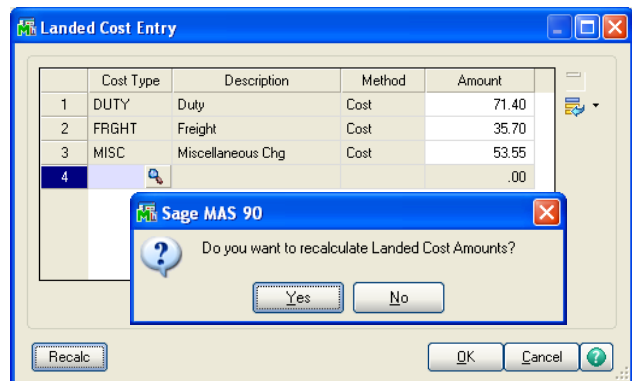 Landed Cost Entry
Cost Type Description Method Amount
1 DUTY Duty Cost 71.40
2 FRGHT Freight Cost 35.70
3 MISC Miscellaneous Chg Cost 53.55
4 .00
Sage MAS 90
Do you want to recalculate Landed Cost Amounts?
Yes No
Recalc OK Cancel